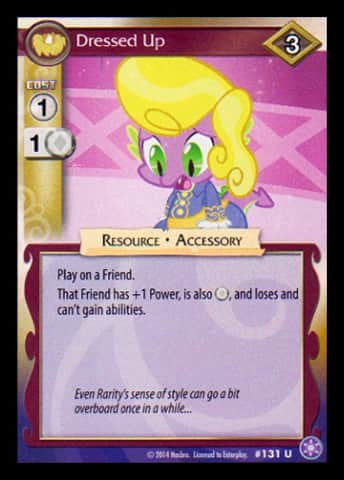 Dressed Up
3
COST
1
1
RESOURCE • ACCESSORY
Play on a Friend.
That Friend has +1 Power, is also , and loses and
can't gain abilities.
Even Rarity's sense of style can go a bit
overboard once in a while...
© 2014 Hasbro. Licensed to Enterplay. #131 U